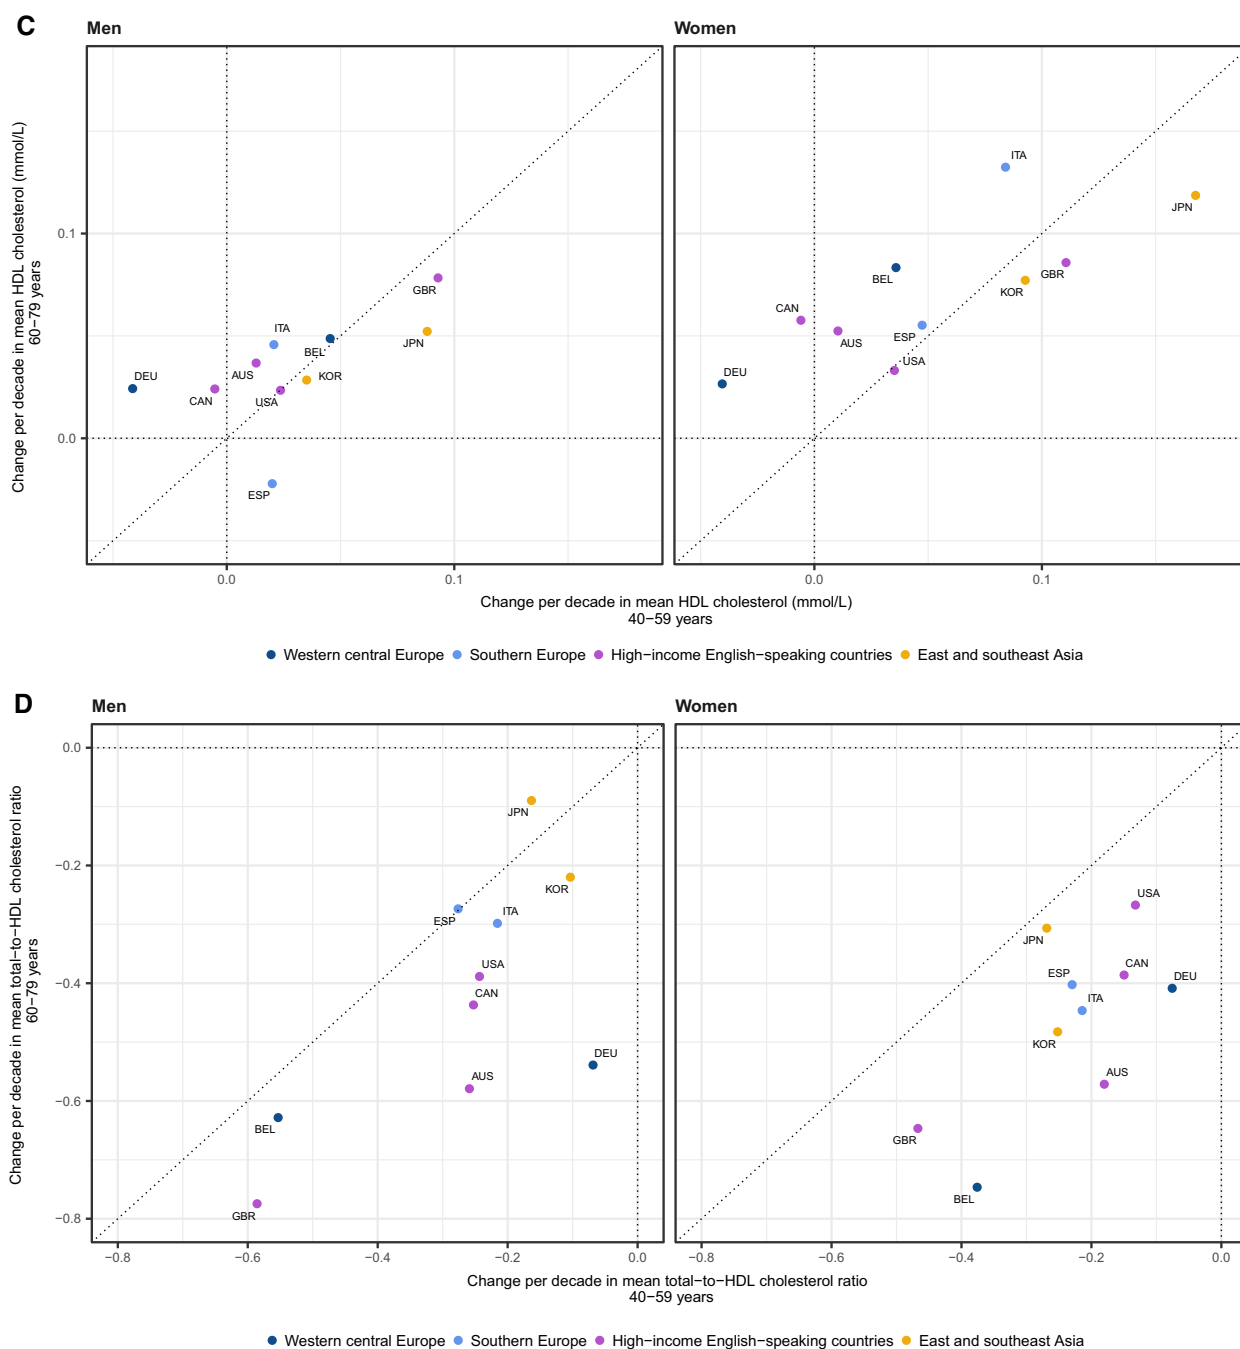 C
Men
Women
Change per decade in mean HDL cholesterol (mmol/L)
60−79 years
0.1
0.0
DEU
CAN
AUS
ITA
USA
BEL
KOR
GBR
JPN
ESP
ITA
JPN
BEL
GBR
KOR
CAN
AUS
ESP
USA
DEU
0.0
0.1
0.0
0.1
Change per decade in mean HDL cholesterol (mmol/L)
40−59 years
Western central Europe
Southern Europe
High−income English−speaking countries
East and southeast Asia
D
Men
Women
Change per decade in mean total−to−HDL cholesterol ratio
60−79 years
0.0
−0.2
−0.4
−0.6
−0.8
JPN
KOR
ESP
ITA
USA
CAN
DEU
AUS
BEL
GBR
USA
JPN
CAN
ESP
DEU
ITA
KOR
AUS
GBR
BEL
−0.8
−0.6
−0.4
−0.2
0.0
−0.8
−0.6
−0.4
−0.2
0.0
Change per decade in mean total−to−HDL cholesterol ratio
40−59 years
Western central Europe
Southern Europe
High−income English−speaking countries
East and southeast Asia